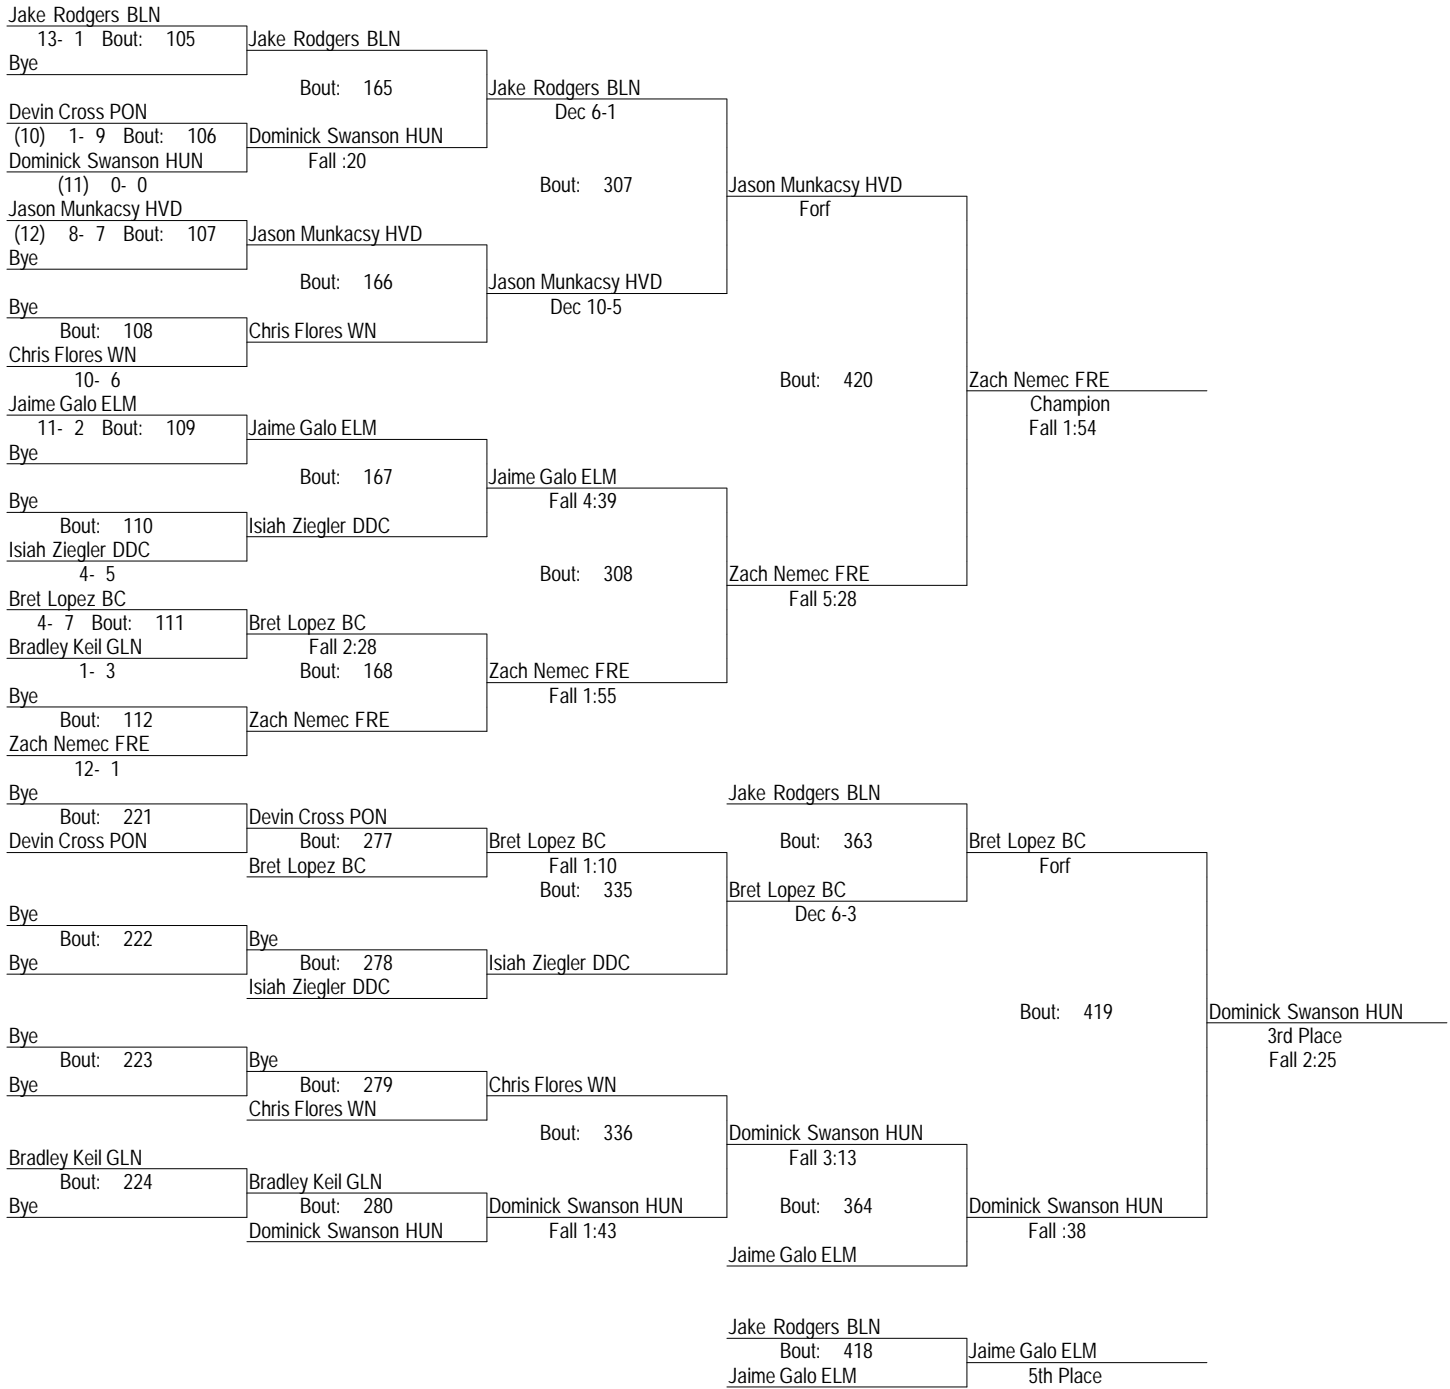 Jake Rodgers BLN
13- 1 Bout: 105 Jake Rodgers BLN
Bye
Bout: 165 Jake Rodgers BLN
Devin Cross PON Dec 6-1
(10) 1- 9 Bout: 106 Dominick Swanson HUN
Dominick Swanson HUN Fall :20
(11) 0- 0 Bout: 307 Jason Munkacsy HVD
Jason Munkacsy HVD Forf
(12) 8- 7 Bout: 107 Jason Munkacsy HVD
Bye
Bout: 166 Jason Munkacsy HVD
Bye Dec 10-5
Bout: 108 Chris Flores WN
Chris Flores WN
10- 6 Bout: 420 Zach Nemec FRE
Jaime Galo ELM Champion
11- 2 Bout: 109 Jaime Galo ELM Fall 1:54
Bye
Bout: 167 Jaime Galo ELM
Bye Fall 4:39
Bout: 110 Isiah Ziegler DDC
Isiah Ziegler DDC
4- 5 Bout: 308 Zach Nemec FRE
Bret Lopez BC Fall 5:28
4- 7 Bout: 111 Bret Lopez BC
Bradley Keil GLN Fall 2:28
1- 3 Bout: 168 Zach Nemec FRE
Bye Fall 1:55
Bout: 112 Zach Nemec FRE
Zach Nemec FRE
12- 1
Bye Jake Rodgers BLN
Bout: 221 Devin Cross PON
Devin Cross PON Bout: 277 Bret Lopez BC Bout: 363 Bret Lopez BC
Bret Lopez BC Fall 1:10 Forf
Bout: 335 Bret Lopez BC
Bye Dec 6-3
Bout: 222 Bye
Bye Bout: 278 Isiah Ziegler DDC
Isiah Ziegler DDC
Bout: 419 Dominick Swanson HUN
Bye 3rd Place
Bout: 223 Bye Fall 2:25
Bye Bout: 279 Chris Flores WN
Chris Flores WN
Bout: 336 Dominick Swanson HUN
Bradley Keil GLN Fall 3:13
Bout: 224 Bradley Keil GLN
Bye Bout: 280 Dominick Swanson HUN Bout: 364 Dominick Swanson HUN
Dominick Swanson HUN Fall 1:43 Fall :38
Jaime Galo ELM
Jake Rodgers BLN
Bout: 418 Jaime Galo ELM
Jaime Galo ELM 5th Place